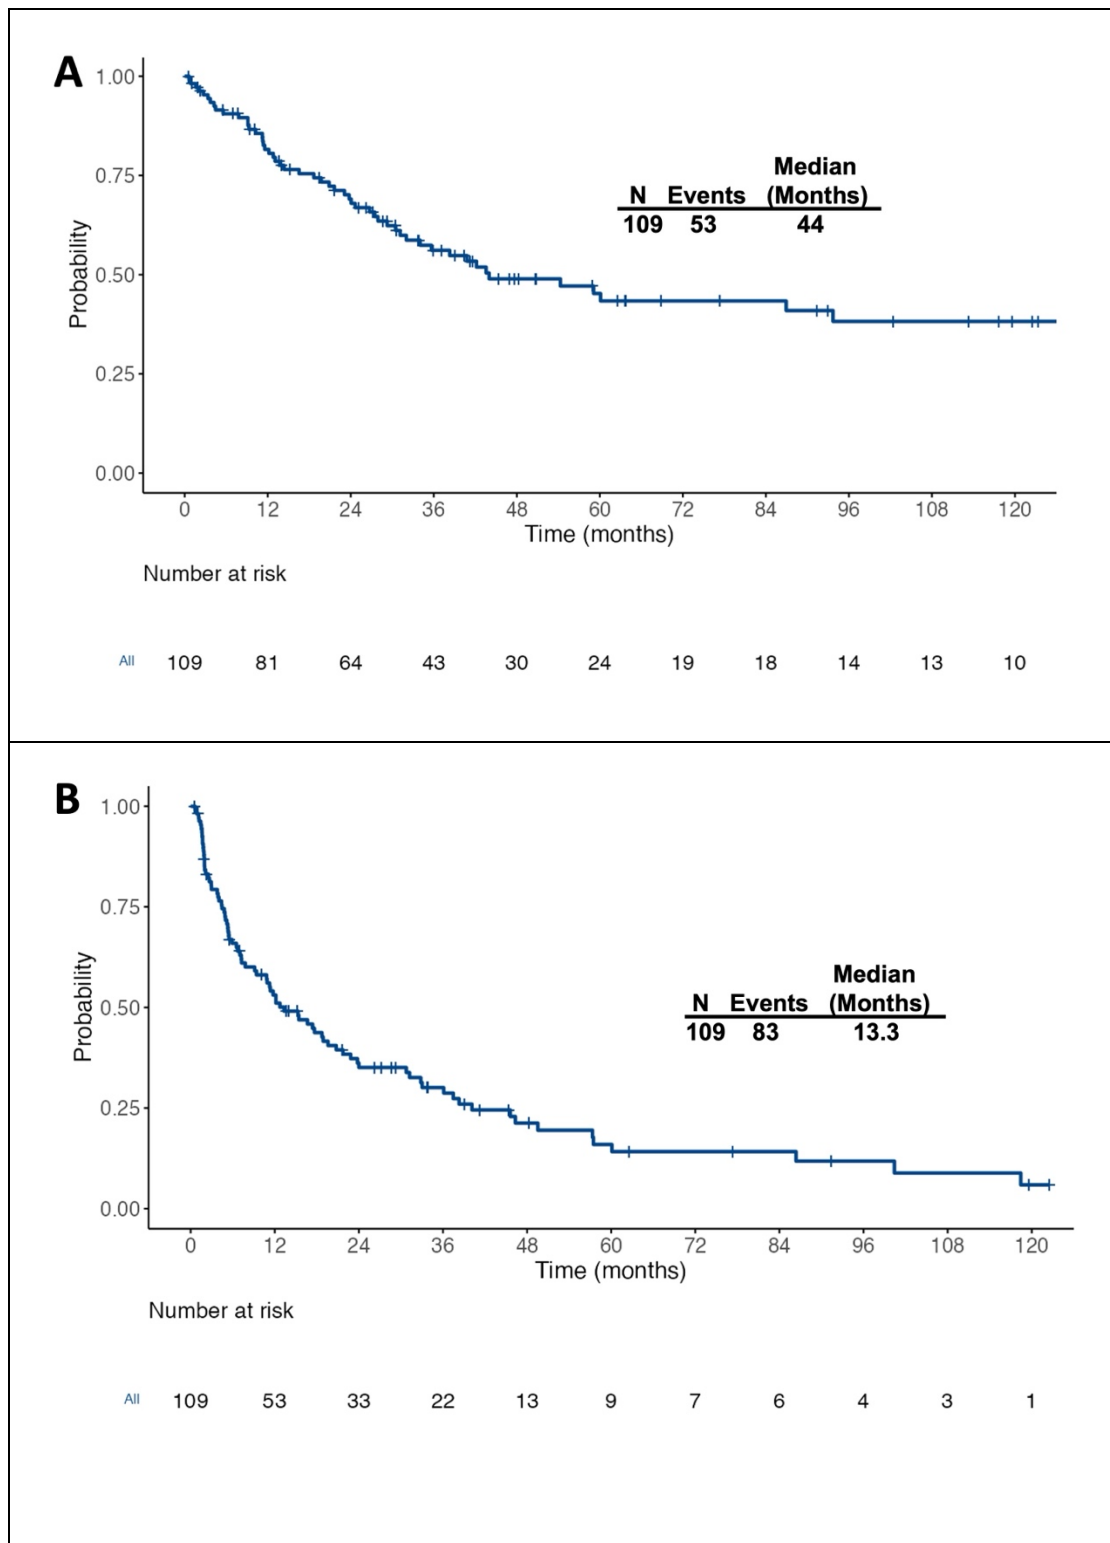 A
1.00
0.75
0.50
0.25
0.00
Probability
Median
N Events (Months)
109 53 44
0 12 24 36 48 60 72 84 96 108 120
Time (months)
Number at risk
All 109 81 64 43 30 24 19 18 14 13 10
B
1.00
0.75
0.50
0.25
0.00
Probability
Median
N Events (Months)
109 83 13.3
0 12 24 36 48 60 72 84 96 108 120
Time (months)
Number at risk
All 109 53 33 22 13 9 7 6 4 3 1